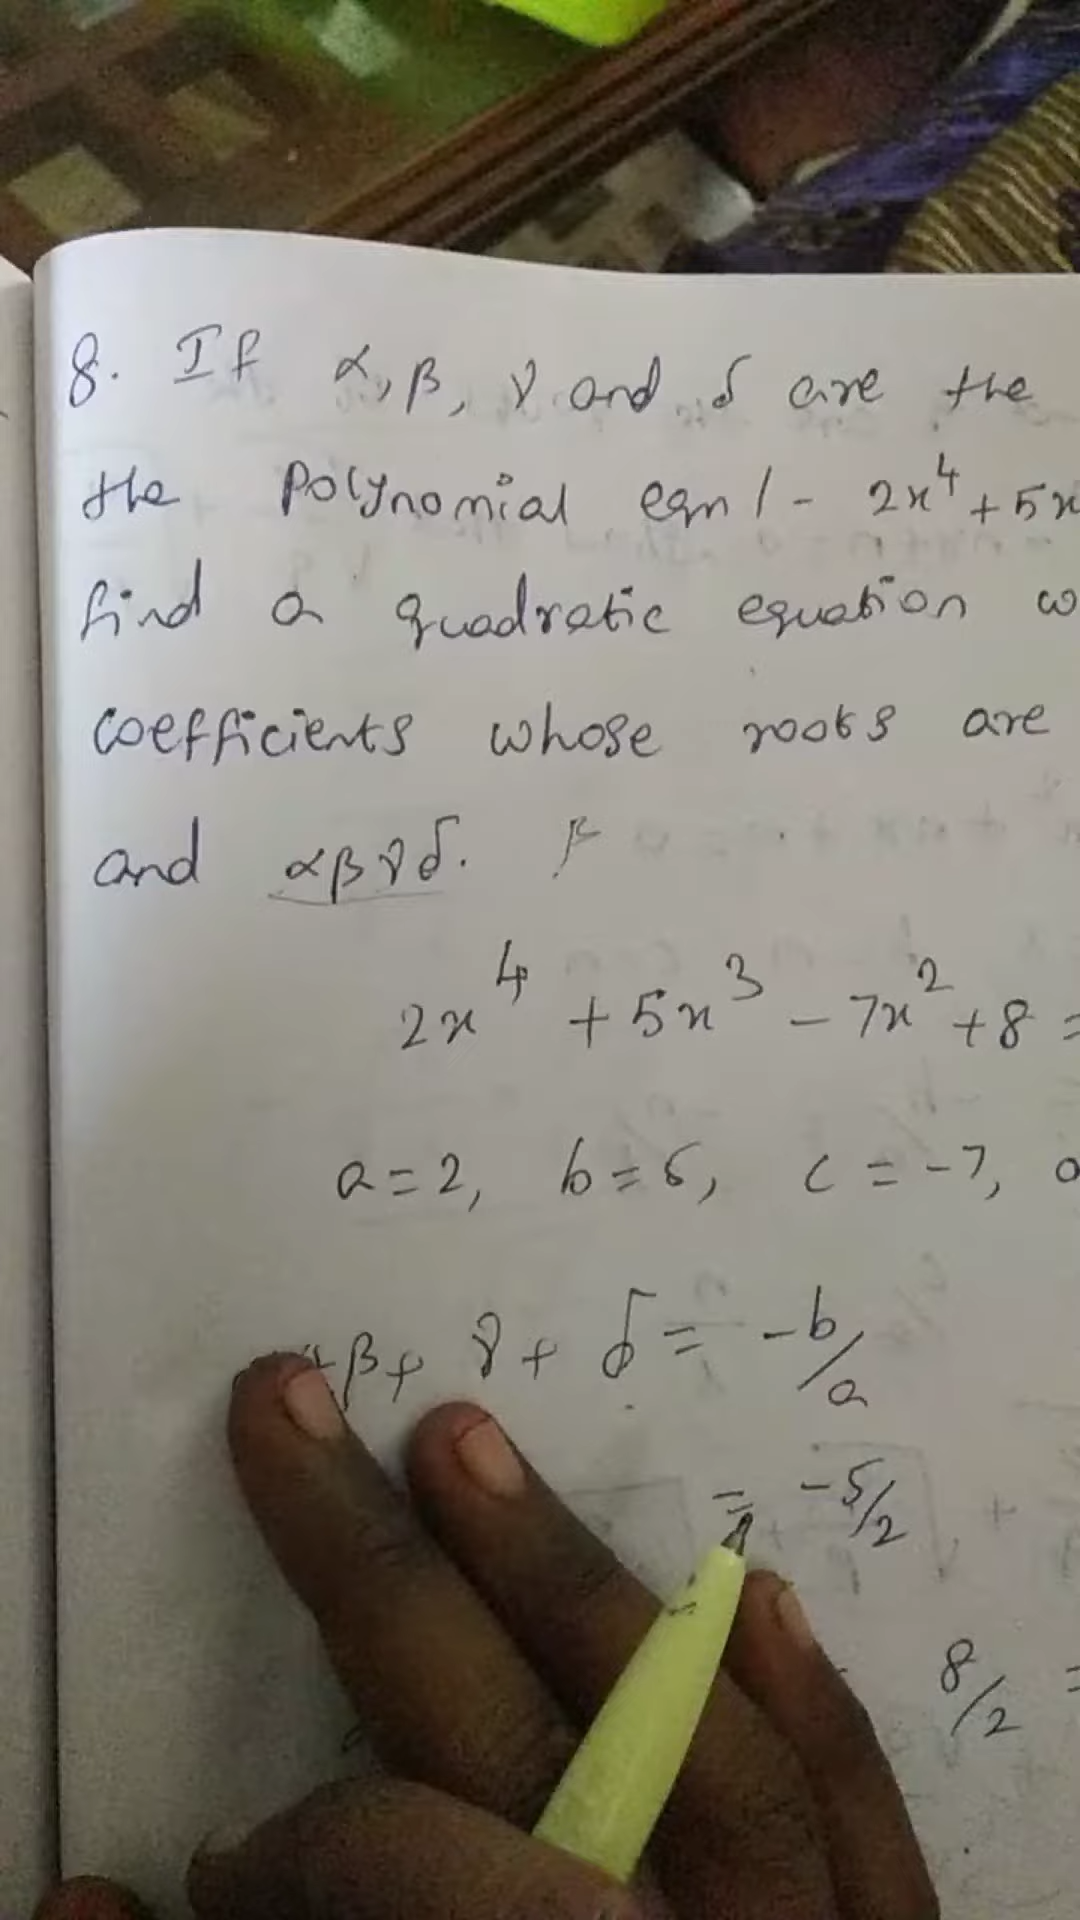 8. If α, β, γ and δ are the
the polynomial eqn/- 2x⁴ + 5x
find a quadratic equation w
coefficients whose roots are
and αβγδ. β
2x⁴ + 5x³ - 7x² + 8 =
a = 2, b = 5, c = -7,
+ β + γ + δ = -b/a
= -5/2
8/2 =